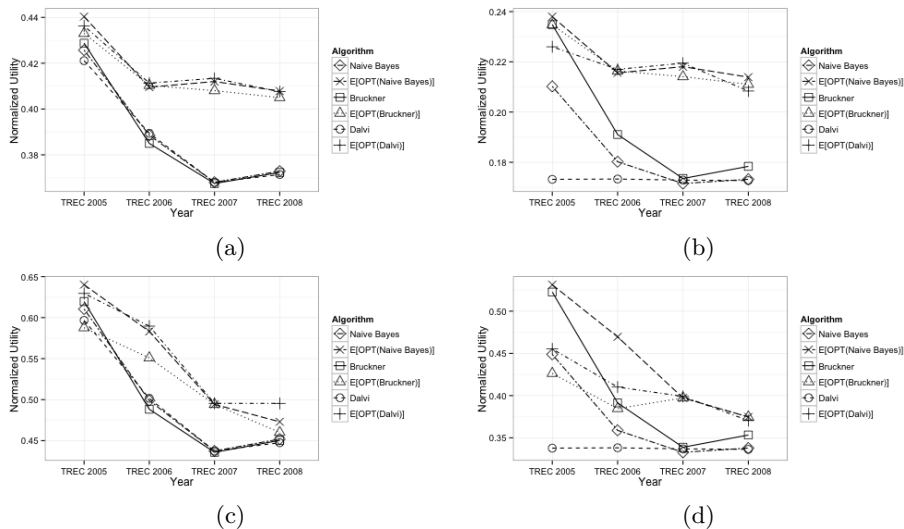 0.44
0.42
0.40
0.38
Normalized Utility
TREC 2005 TREC 2006 TREC 2007 TREC 2008
Year
Algorithm
Naive Bayes
E[OPT(Naive Bayes)]
Bruckner
E[OPT(Bruckner)]
Dalvi
E[OPT(Dalvi)]
(a)
0.24
0.22
0.20
0.18
Normalized Utility
TREC 2005 TREC 2006 TREC 2007 TREC 2008
Year
Algorithm
Naive Bayes
E[OPT(Naive Bayes)]
Bruckner
E[OPT(Bruckner)]
Dalvi
E[OPT(Dalvi)]
(b)
0.65
0.60
0.55
0.50
0.45
Normalized Utility
TREC 2005 TREC 2006 TREC 2007 TREC 2008
Year
Algorithm
Naive Bayes
E[OPT(Naive Bayes)]
Bruckner
E[OPT(Bruckner)]
Dalvi
E[OPT(Dalvi)]
(c)
0.50
0.45
0.40
0.35
Normalized Utility
TREC 2005 TREC 2006 TREC 2007 TREC 2008
Year
Algorithm
Naive Bayes
E[OPT(Naive Bayes)]
Bruckner
E[OPT(Bruckner)]
Dalvi
E[OPT(Dalvi)]
(d)